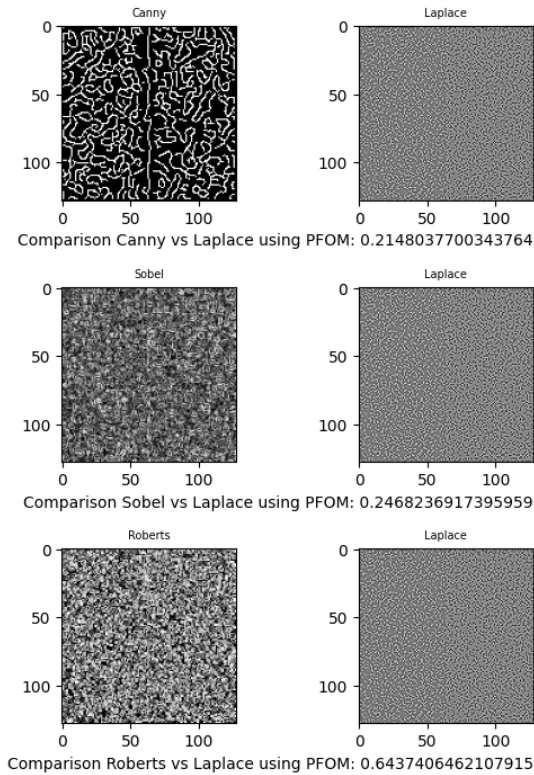 Canny Laplace
0 0
50 50
100 100
0 50 100 0 50 100
Comparison Canny vs Laplace using PFOM: 0.2148037700343764
Sobel Laplace
0 0
50 50
100 100
0 50 100 0 50 100
Comparison Sobel vs Laplace using PFOM: 0.2468236917395959
Roberts Laplace
0 0
50 50
100 100
0 50 100 0 50 100
Comparison Roberts vs Laplace using PFOM: 0.6437406462107915